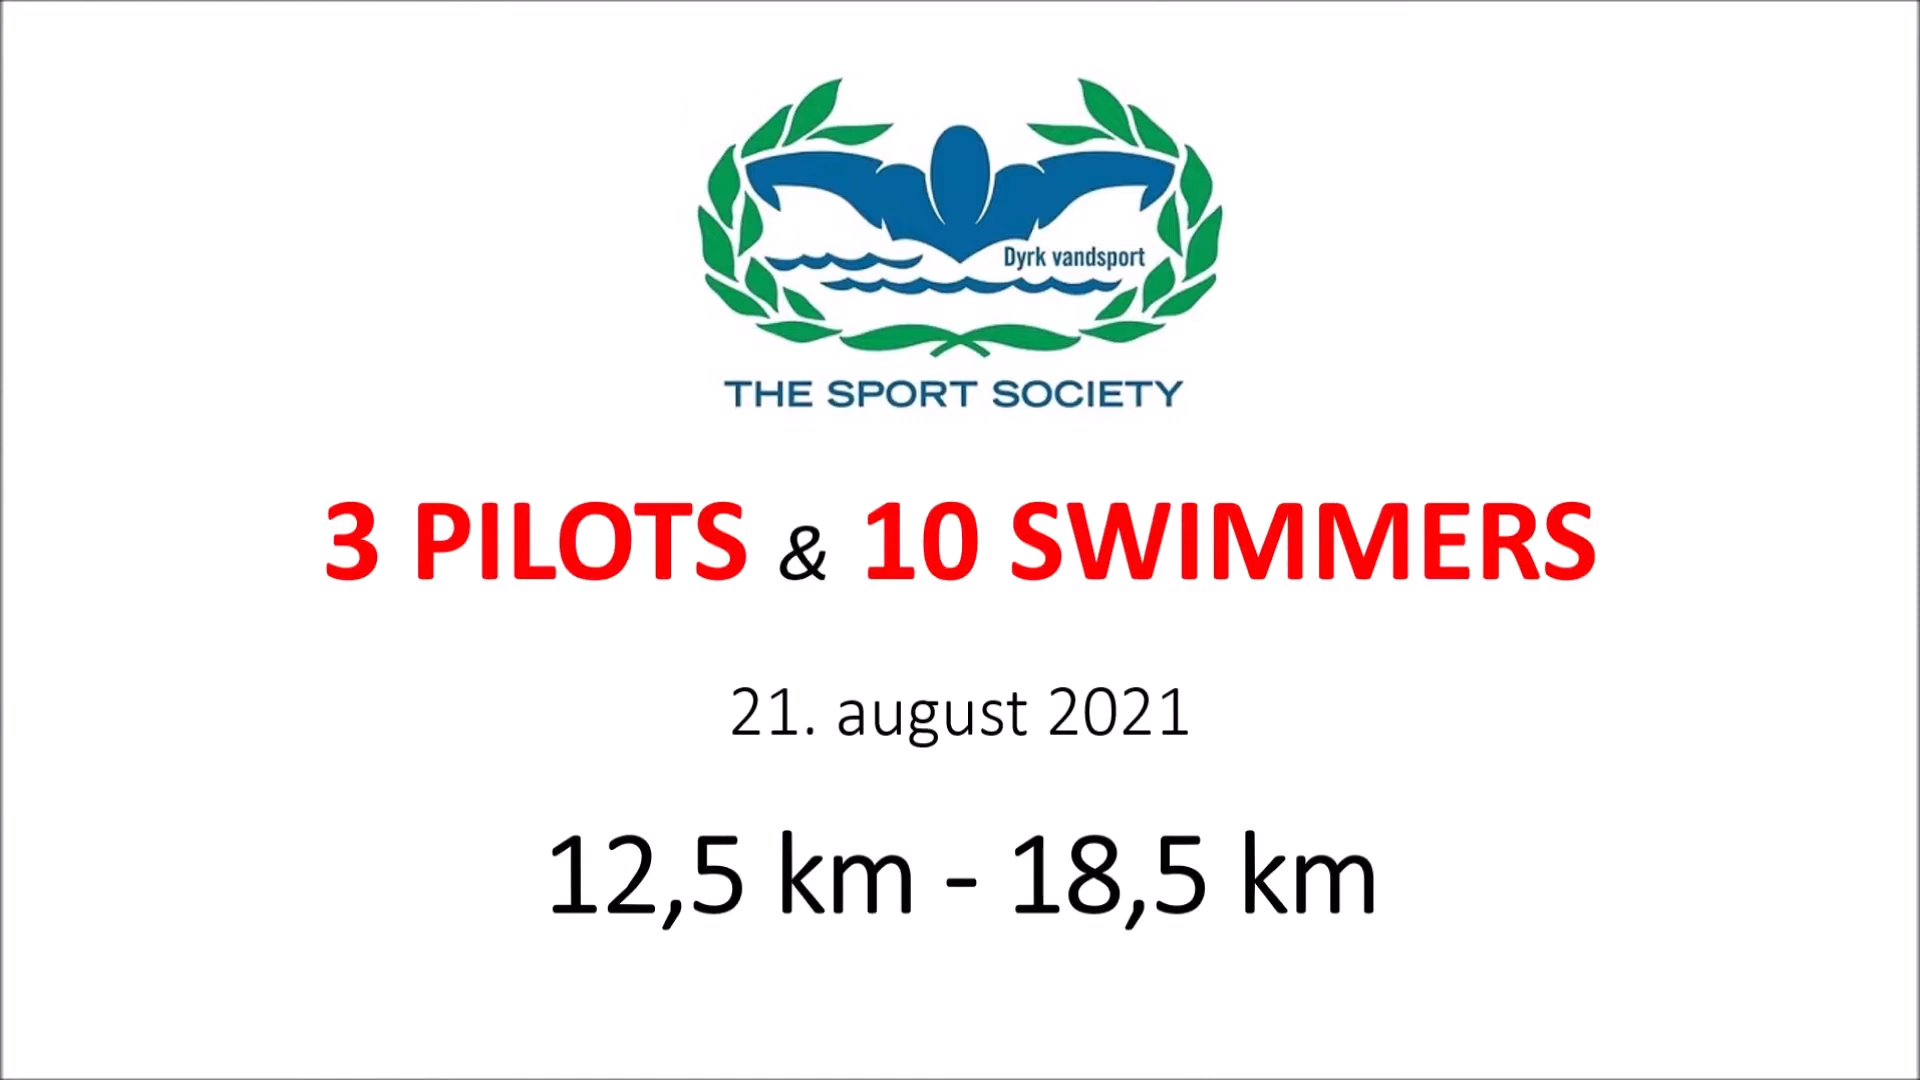 Dyrk vandsport
THE SPORT SOCIETY
3 PILOTS & 10 SWIMMERS
21. august 2021
12,5 km - 18,5 km